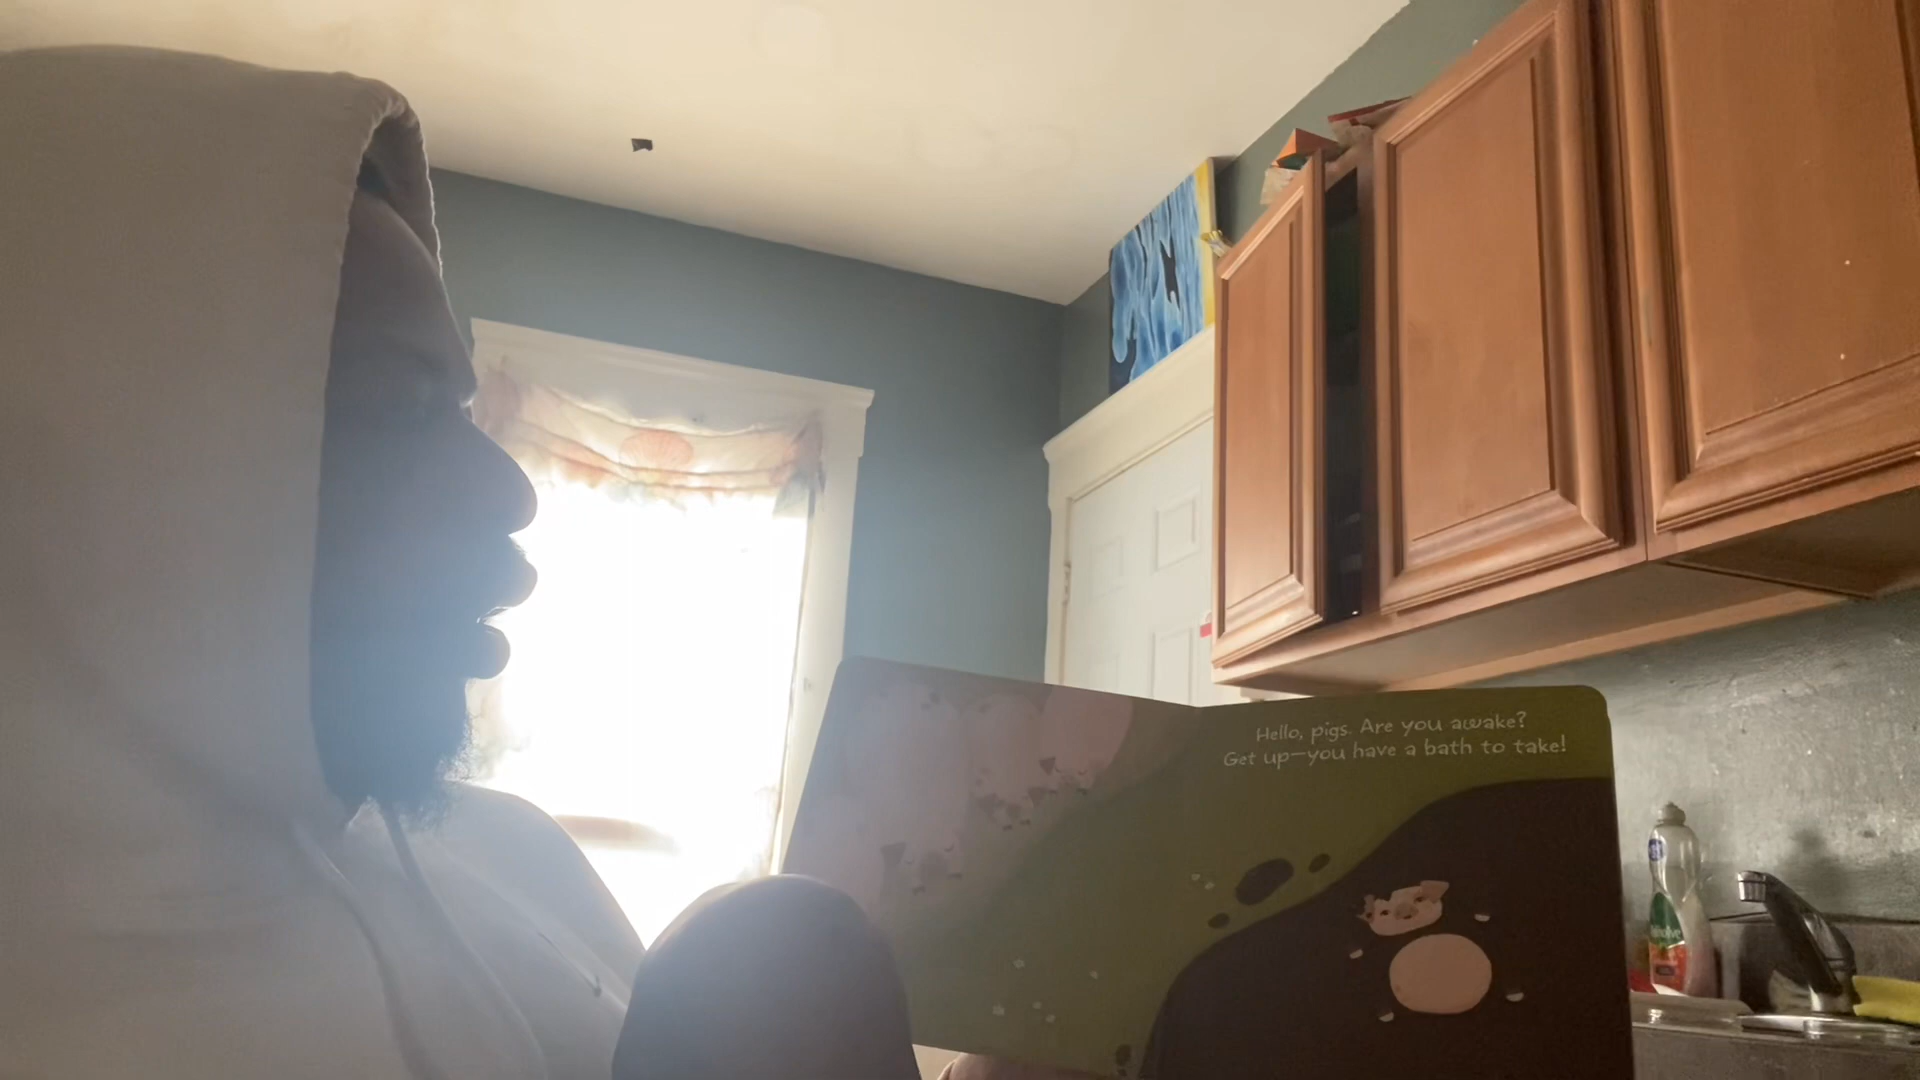 Hello, pigs. Are you awake?
Get up—you have a bath to take!